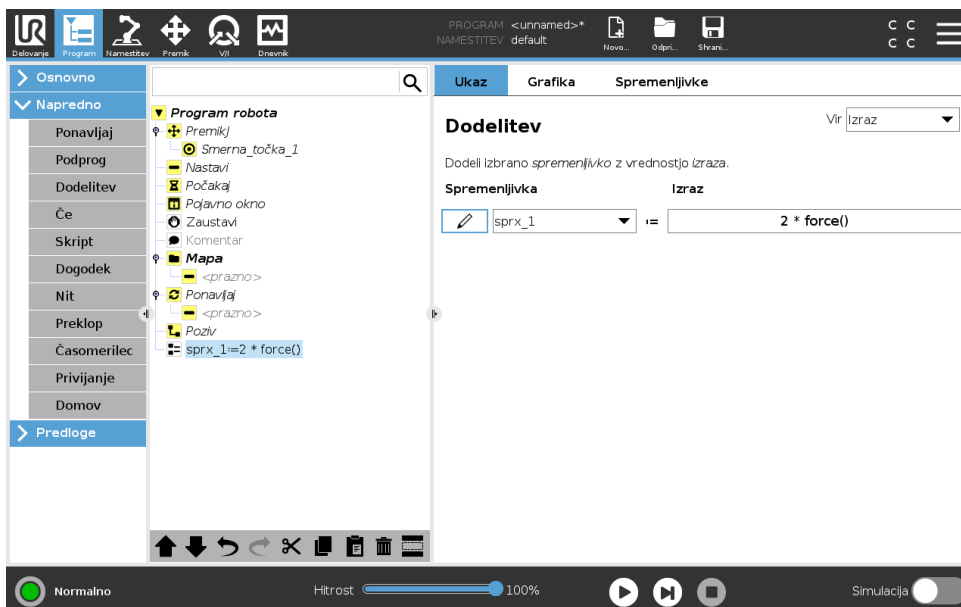 PROGRAM <unnamed>*
NAMESTITEV default
Delovanje Program Namestitev Premik V/I Dnevnik Novo... Odpri... Shrani...
C C
C C
Osnovno
Napredno
Ponavljaj
Podprog
Dodelitev
Če
Skript
Dogodek
Nit
Preklop
Časomerilec
Privijanje
Domov
Predloge
Program robota
PremikJ
Smerna_točka_1
Nastavi
Počakaj
Pojavno okno
Zaustavi
Komentar
Mapa
<prazno>
Ponavljaj
<prazno>
Poziv
sprx_1:=2 * force()
Ukaz Grafika Spremenljivke
Dodelitev
Vir Izraz
Dodeli izbrano spremenljivko z vrednostjo izraza.
Spremenljivka Izraz
sprx_1 := 2 * force()
Normalno
Hitrost 100%
Simulacija